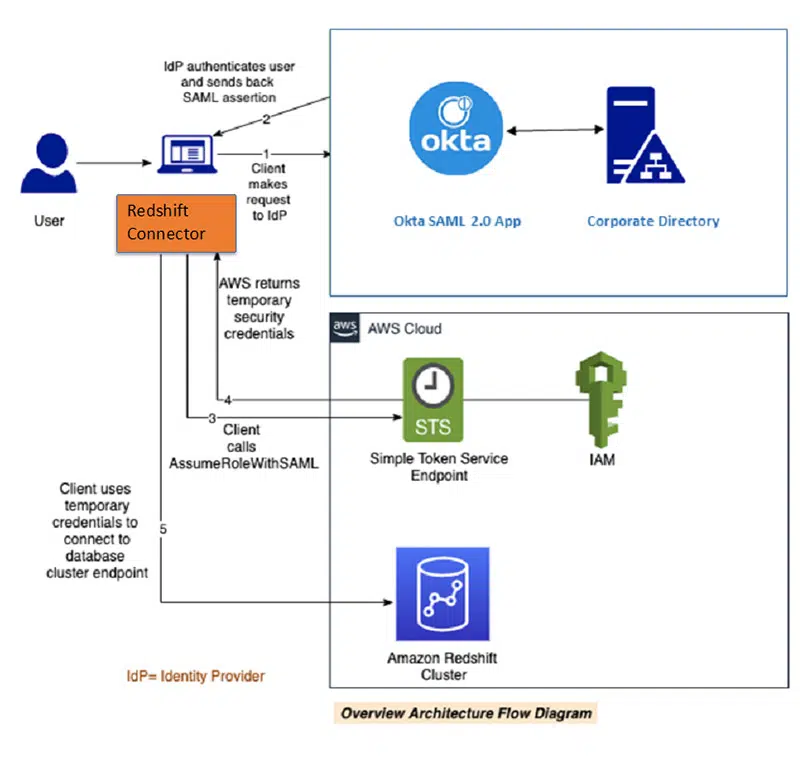 IdP authenticates user
and sends back
SAML assertion
2
1
Client
makes
request
to IdP
User
Redshift
Connector
okta
Okta SAML 2.0 App
Corporate Directory
AWS returns
temporary
security
credentials
aws
AWS Cloud
4
3
Client
calls
AssumeRoleWithSAML
STS
Simple Token Service
Endpoint
IAM
Client uses
temporary
credentials to
connect to
database
cluster endpoint
5
Amazon Redshift
Cluster
IdP= Identity Provider
Overview Architecture Flow Diagram